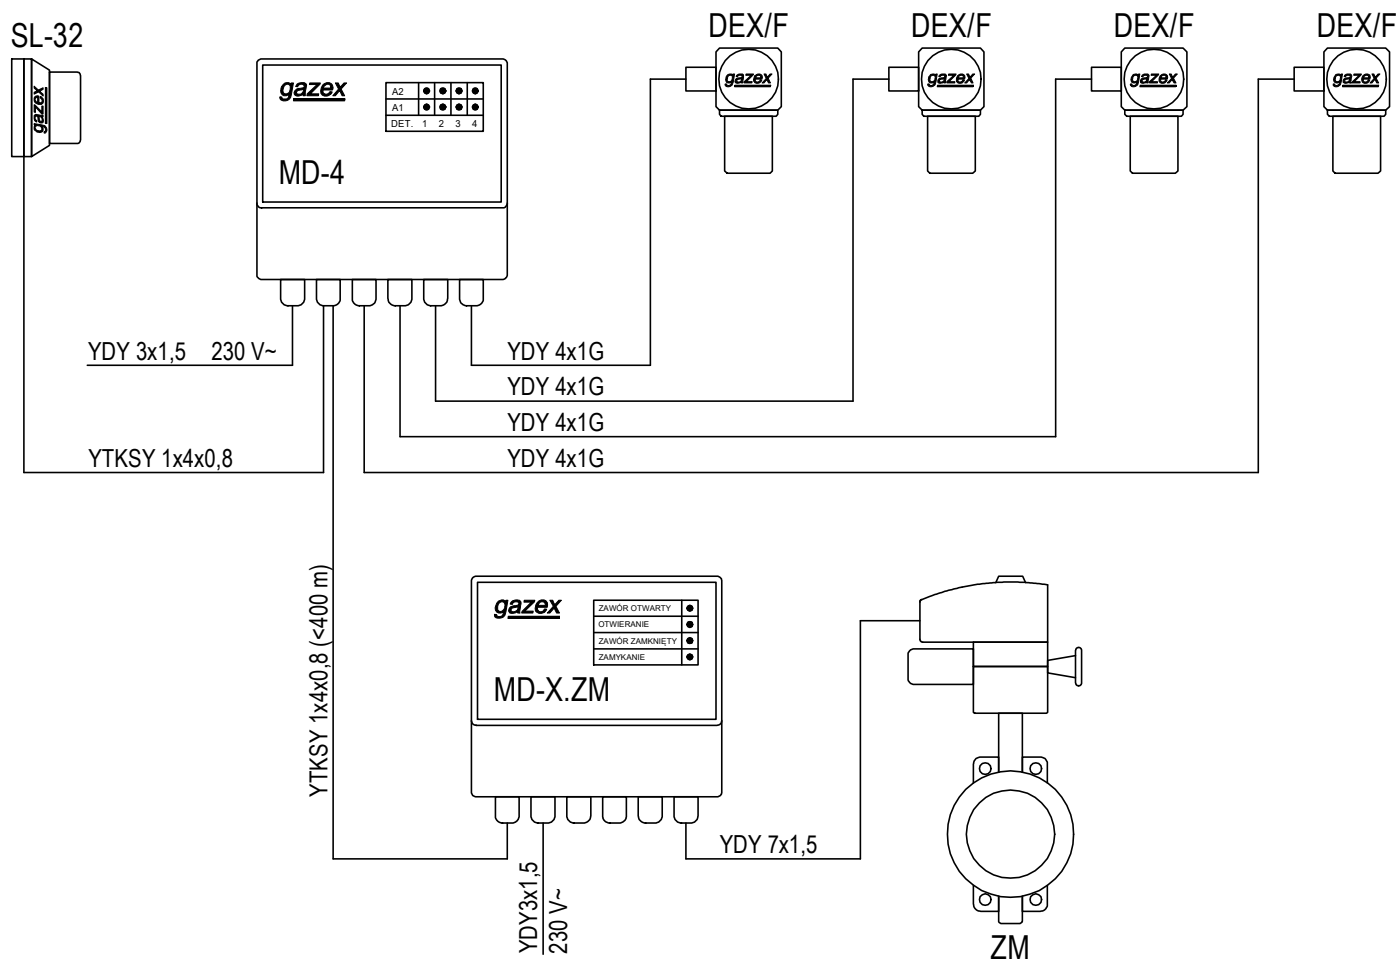 SL-32
DEX/F
DEX/F
DEX/F
DEX/F
gazex
gazex
A2
A1
DET. 1 2 3 4
MD-4
gazex
gazex
gazex
gazex
YDY 3x1,5 230 V~
YDY 4x1G
YDY 4x1G
YDY 4x1G
YDY 4x1G
YTKSY 1x4x0,8
YTKSY 1x4x0,8 (<400 m)
gazex
ZAWÓR OTWARTY
OTWIERANIE
ZAWÓR ZAMKNIĘTY
ZAMYKANIE
MD-X.ZM
YDY 7x1,5
YDY3x1,5
230 V~
ZM